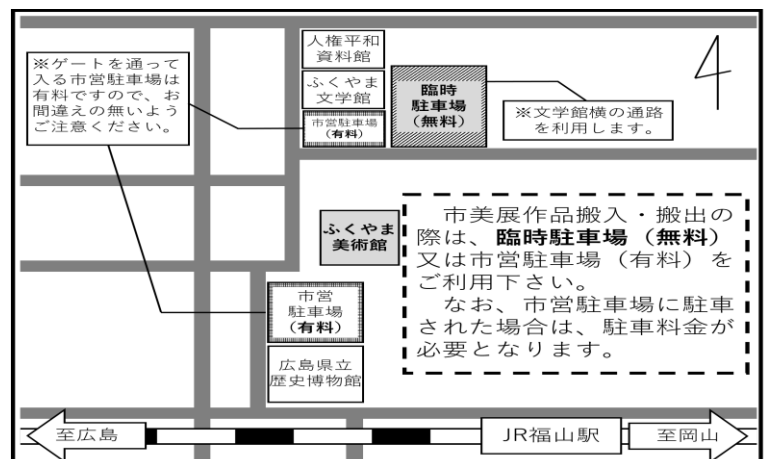 ※ゲートを通って
入る市営駐車場は
有料ですので、お
間違えの無いよう
ご注意ください。
人権平和
資料館
ふくやま
文学館
市営駐車場
(有料)
臨時
駐車場
(無料)
※文学館横の通路
を利用します。
ふくやま
美術館
市美展作品搬入・搬出の
際は、臨時駐車場（無料）
又は市営駐車場（有料）を
ご利用下さい。
なお、市営駐車場に駐車
された場合は、駐車料金が
必要となります。
市営
駐車場
(有料)
広島県立
歴史博物館
至広島
JR福山駅
至岡山